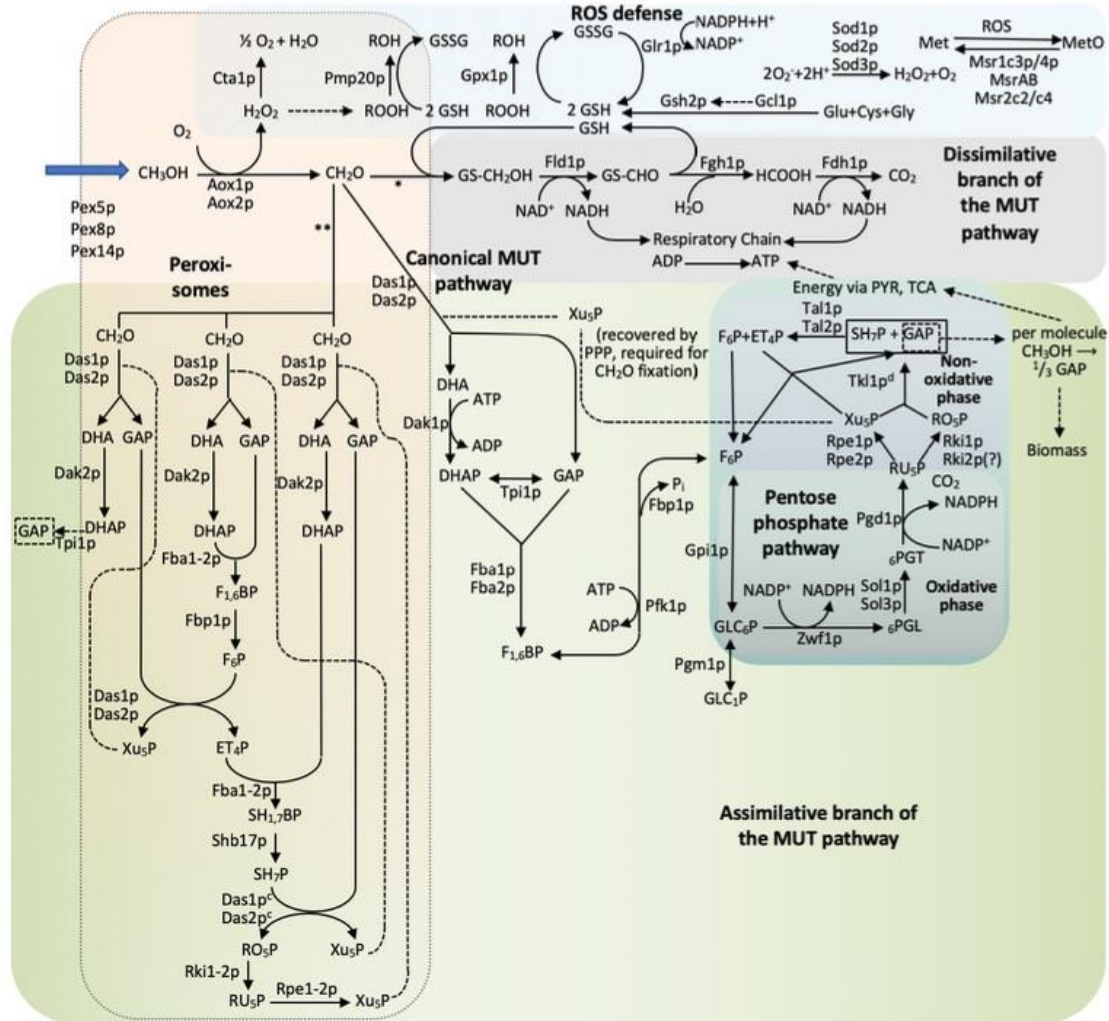 ROS defense
½ O₂ + H₂O
ROH
GSSG
ROH
GSSG
NADPH+H⁺
Glr1p
NADP⁺
Sod1p
Sod2p
Sod3p
Met
ROS
MetO
Cta1p
Pmp20p
Gpx1p
2O₂⁻+2H⁺
H₂O₂+O₂
Msr1c3p/4p
MsrAB
Msr2c2/c4
H₂O₂
ROOH
2 GSH
ROOH
2 GSH
Gsh2p
Gcl1p
Glu+Cys+Gly
O₂
GSH
CH₃OH
Aox1p
Aox2p
CH₂O
*
GS-CH₂OH
Fld1p
GS-CHO
Fgh1p
HCOOH
Fdh1p
CO₂
Dissimilative
branch of
the MUT
pathway
NAD⁺
NADH
H₂O
NAD⁺
NADH
Pex5p
Pex8p
Pex14p
**
Respiratory Chain
ADP
ATP
Peroxi-
somes
Canonical MUT
pathway
Das1p
Das2p
Energy via PYR, TCA
Xu₅P
(recovered by
PPP, required for
CH₂O fixation)
Tal1p
Tal2p
F₆P+ET₄P
SH₇P + GAP
per molecule
CH₃OH →
¹/₃ GAP
Non-
oxidative
phase
Tkl1pᵈ
Xu₅P
RO₅P
Rpe1p
Rpe2p
Rki1p
Rki2p(?)
Biomass
F₆P
RU₅P
CO₂
NADPH
Pgd1p
NADP⁺
Pentose
phosphate
pathway
₆PGT
Gpi1p
NADP⁺
NADPH
Sol1p
Sol3p
Oxidative
phase
GLC₆P
Zwf1p
₆PGL
Pgm1p
GLC₁P
CH₂O
CH₂O
CH₂O
Das1p
Das2p
Das1p
Das2p
Das1p
Das2p
DHA
ATP
Dak1p
ADP
DHA
GAP
DHA
GAP
DHA
GAP
Dak2p
Dak2p
Dak2p
DHAP
Tpi1p
GAP
Pᵢ
Fbp1p
GAP
Tpi1p
DHAP
DHAP
DHAP
Fba1-2p
Fba1p
Fba2p
F₁,₆BP
ATP
ADP
Pfk1p
Fbp1p
F₁,₆BP
F₆P
Das1p
Das2p
Xu₅P
ET₄P
Fba1-2p
SH₁,₇BP
Shb17p
SH₇P
Assimilative branch of
the MUT pathway
Das1pᶜ
Das2pᶜ
RO₅P
Xu₅P
Rki1-2p
RU₅P
Rpe1-2p
Xu₅P